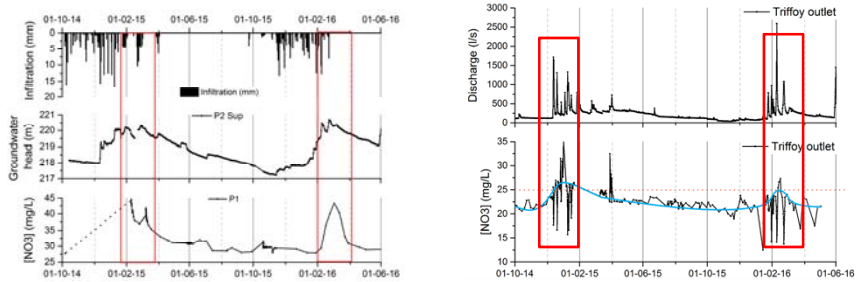 01-10-14 01-02-15 01-06-15 01-10-15 01-02-16 01-06-16
Infiltration (mm)
0
5
10
15
20
Infiltration (mm)
Groundwater head (m)
221
220
219
218
217
P2 Sup
[NO3] (mg/L)
45
40
35
30
25
P1
01-10-14 01-02-15 01-06-15 01-10-15 01-02-16 01-06-16
Discharge (l/s)
3000
2500
2000
1500
1000
500
0
Triffoy outlet
[NO3] (mg/L)
35
30
25
20
15
10
Triffoy outlet
01-10-14 01-02-15 01-06-15 01-10-15 01-02-16 01-06-16